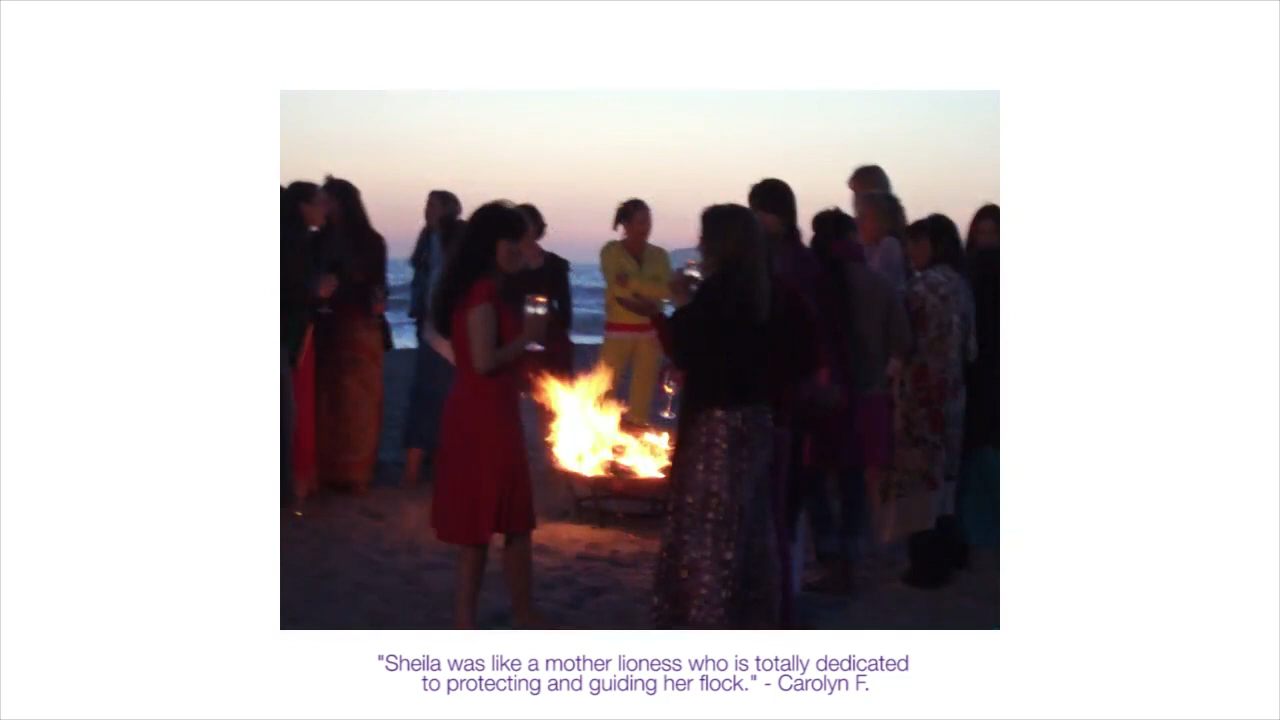 "Sheila was like a mother lioness who is totally dedicated
to protecting and guiding her flock." - Carolyn F.